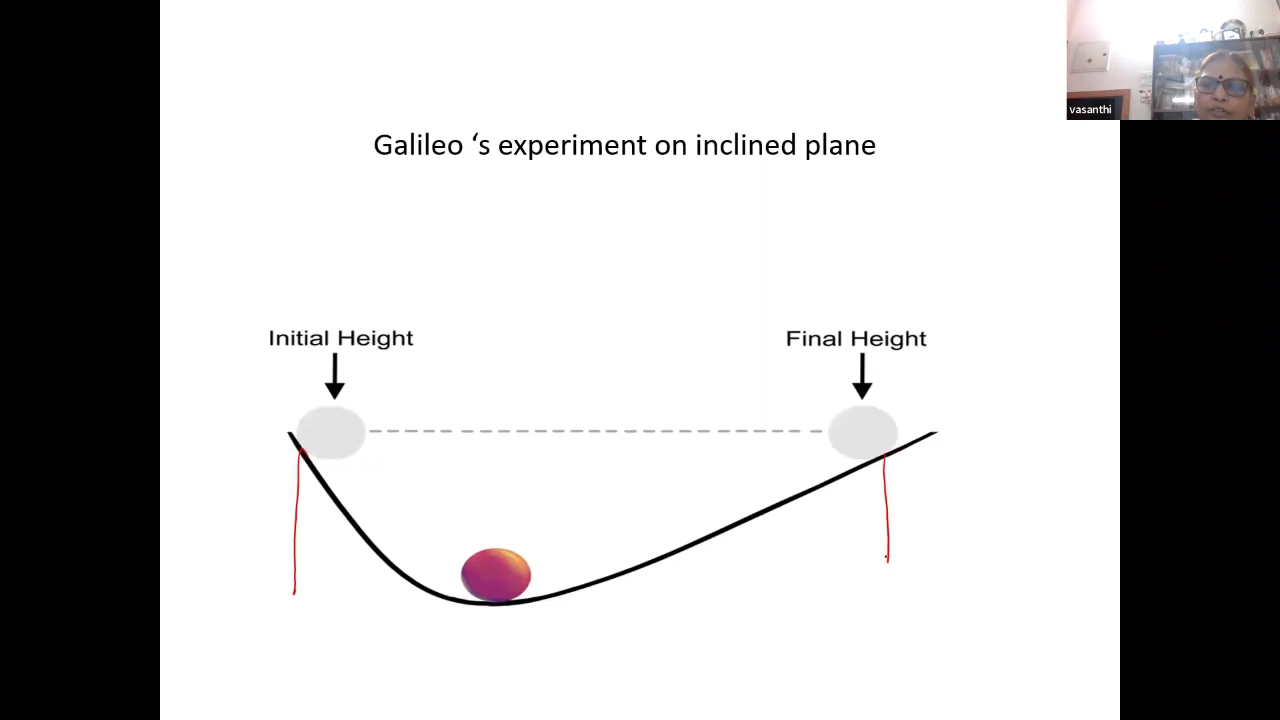 vasanthi
Galileo ‘s experiment on inclined plane
Initial Height
Final Height